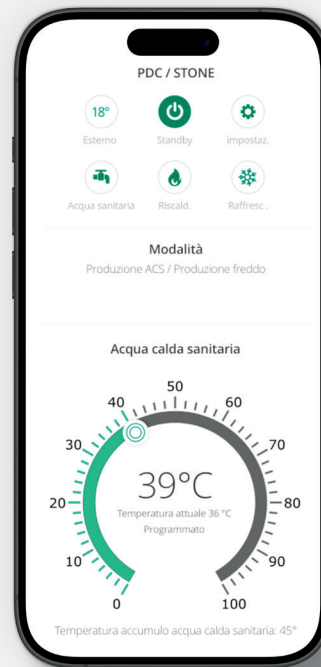 PDC / STONE
18°
Esterno
Standby
impostaz.
Acqua sanitaria
Riscald.
Raffresc .
Modalità
Produzione ACS / Produzione freddo
Acqua calda sanitaria
0
10
20
30
40
50
60
70
80
90
100
39°C
Temperatura attuale 36 °C
Programmato
Temperatura accumulo acqua calda sanitaria: 45°